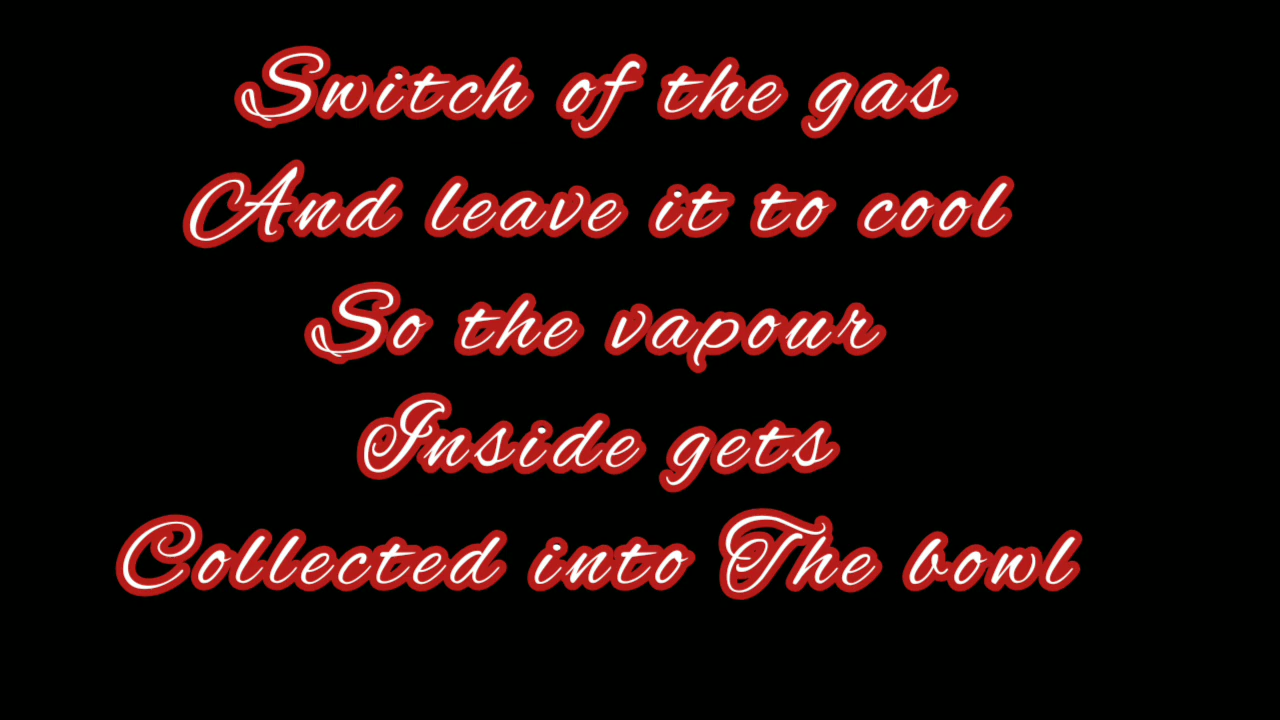 Switch of the gas
And leave it to cool
So the vapour
Inside gets
Collected into The bowl